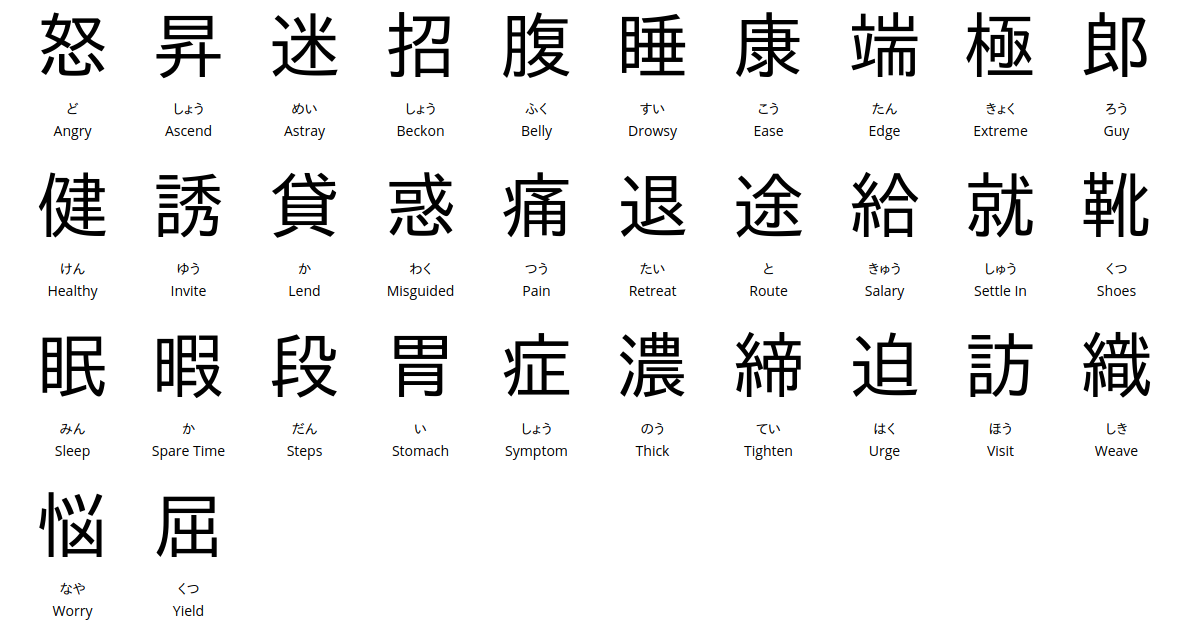 怒 昇 迷 招 腹 睡 康 端 極 郎
ど しょう めい しょう ふく すい こう たん きょく ろう
Angry Ascend Astray Beckon Belly Drowsy Ease Edge Extreme Guy
健 誘 貸 惑 痛 退 途 給 就 靴
けん ゆう か わく つう たい と きゅう しゅう くつ
Healthy Invite Lend Misguided Pain Retreat Route Salary Settle In Shoes
眠 暇 段 胃 症 濃 締 迫 訪 織
みん か だん い しょう のう てい はく ほう しき
Sleep Spare Time Steps Stomach Symptom Thick Tighten Urge Visit Weave
悩 屈
なや くつ
Worry Yield